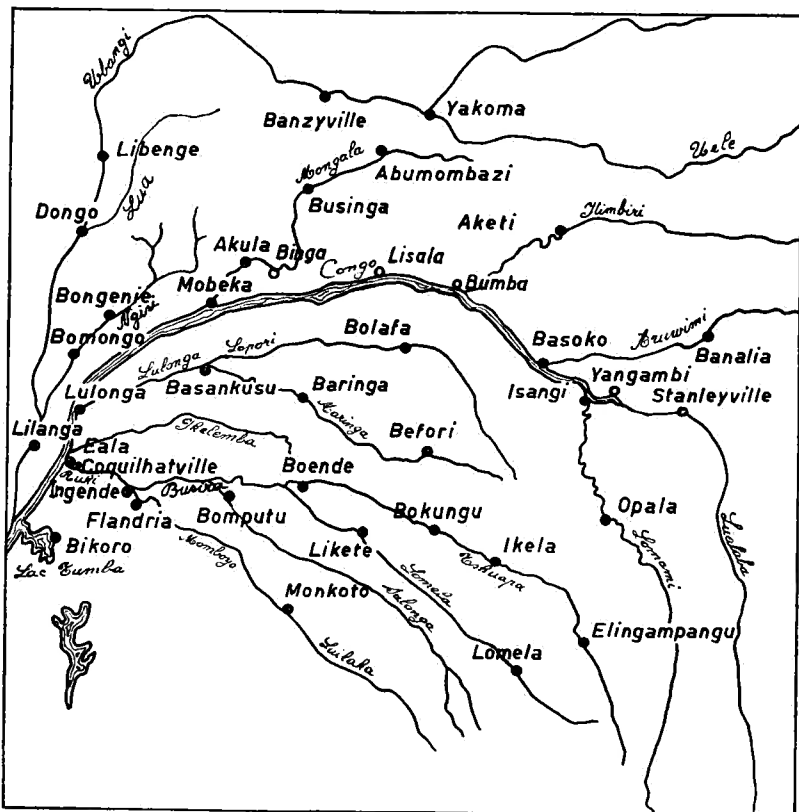 Ubangi
Banzyville
Yakoma
Libenge
Lua
Mongala
Abumombazi
Uele
Businga
Dongo
Aketi
Itimbiri
Akula
Binga
Congo
Lisala
Bumba
Mobeka
Bongenie
Ngiri
Bomongo
Lulonga
Lopori
Bolafa
Basoko
Aruwimi
Banalia
Basankusu
Baringa
Maringa
Isangi
Yangambi
Stanleyville
Lulonga
Lilanga
Ikelemba
Befori
Eala
Coquilhatville
Ruki
Ingende
Busira
Boende
Flandria
Bomputu
Bokungu
Opala
Bikoro
Lac Tumba
Momboyo
Likete
Ikela
Tshuapa
Lomami
Lualaba
Monkoto
Lomela
Salonga
Elingampangu
Luilaka
Lomela